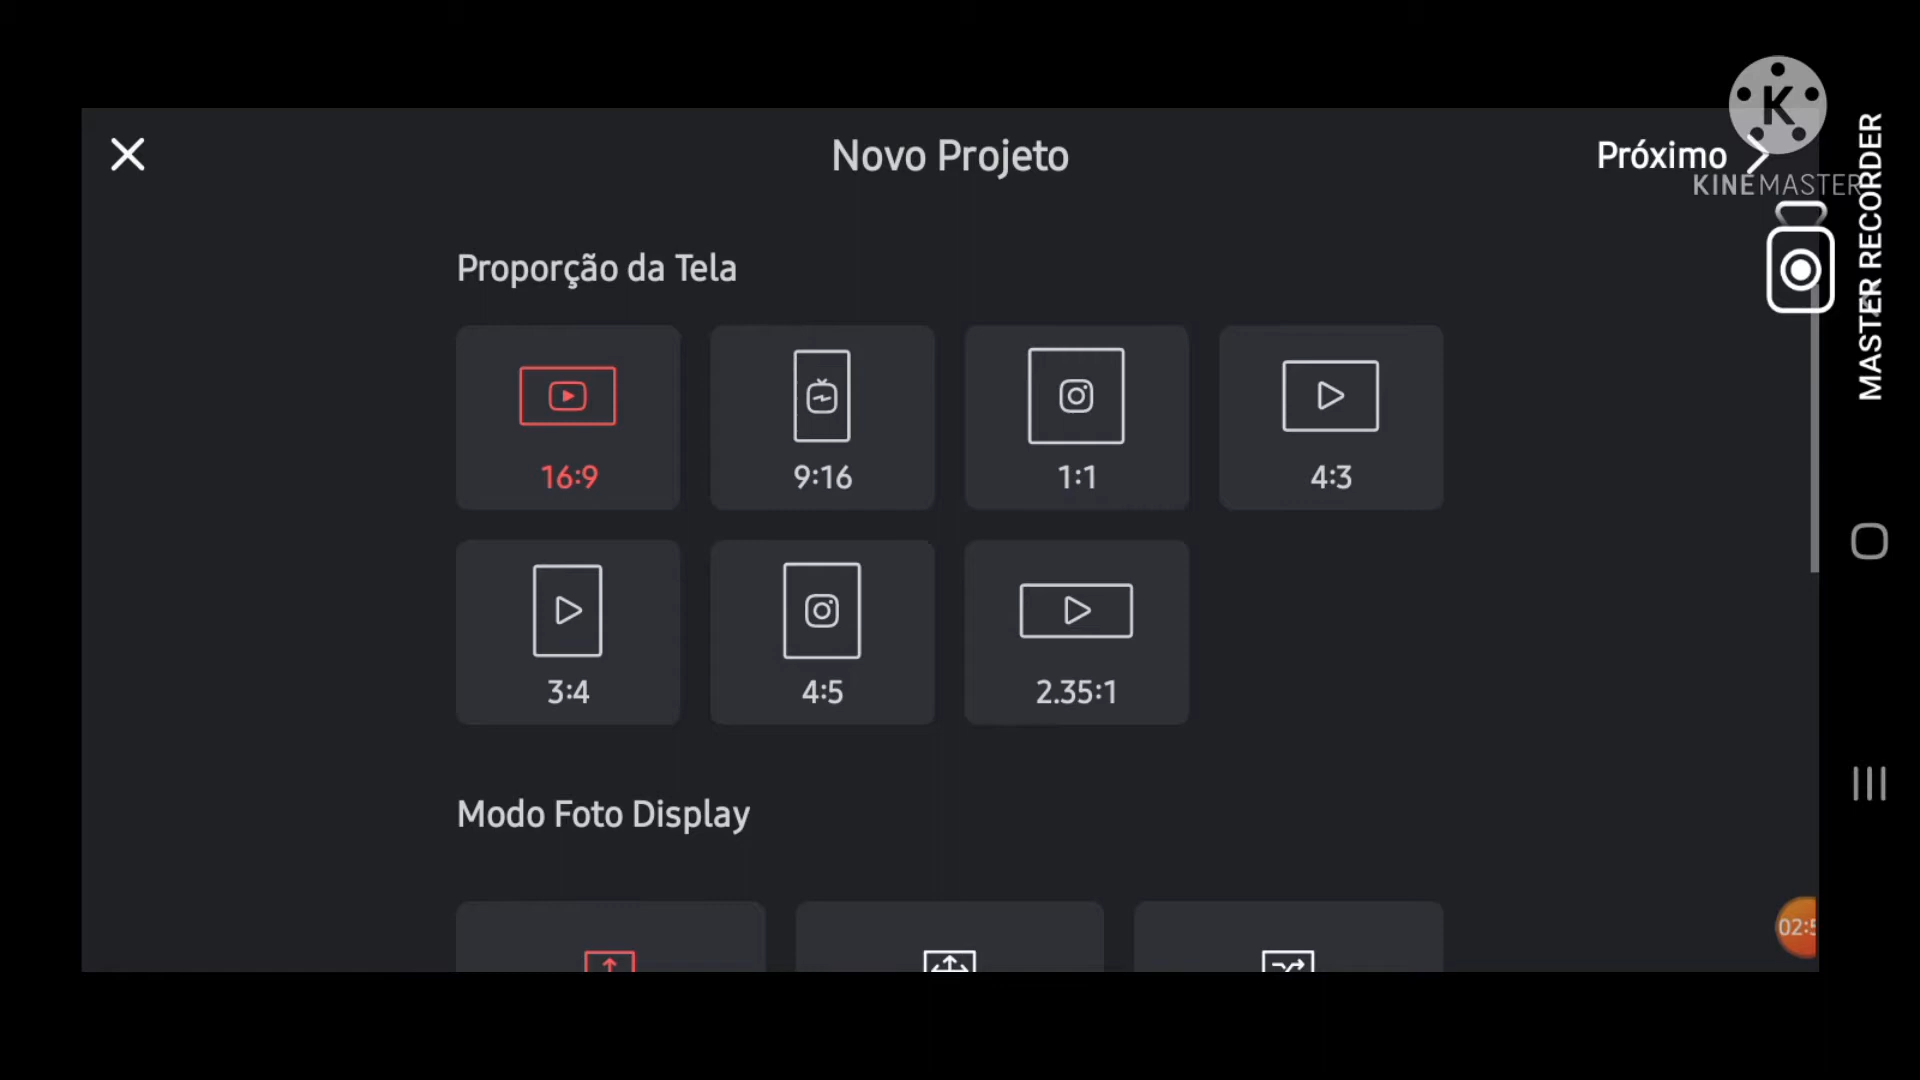 Novo Projeto
Próximo
K
KINEMASTER
MASTER RECORDER
Proporção da Tela
16:9
9:16
1:1
4:3
3:4
4:5
2.35:1
Modo Foto Display